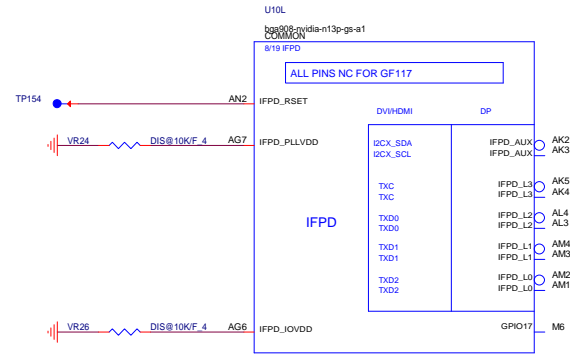 U10L
bga908-nvidia-n13p-gs-a1
COMMON
8/19 IFPD
ALL PINS NC FOR GF117
TP154
AN2
IFPD_RSET
DVI/HDMI
DP
VR24
DIS@10K/F_4
AG7
IFPD_PLLVDD
I2CX_SDA
IFPD_AUX
AK2
I2CX_SCL
IFPD_AUX
AK3
TXC
IFPD_L3
AK5
TXC
IFPD_L3
AK4
IFPD
TXD0
IFPD_L2
AL4
TXD0
IFPD_L2
AL3
TXD1
IFPD_L1
AM4
TXD1
IFPD_L1
AM3
TXD2
IFPD_L0
AM2
TXD2
IFPD_L0
AM1
VR26
DIS@10K/F_4
AG6
IFPD_IOVDD
GPIO17
M6